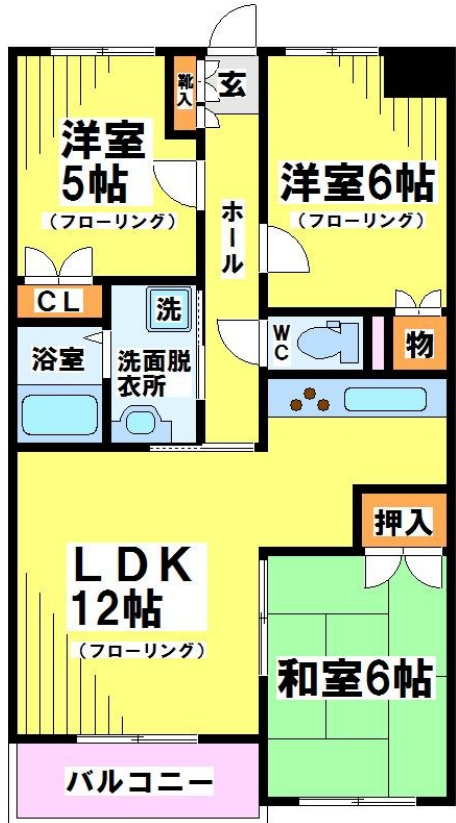 靴入
玄
洋室
5帖
(フローリング)
洋室6帖
(フローリング)
ホール
CL
洗
WC
物
浴室
洗面脱
衣所
押入
LDK
12帖
(フローリング)
和室6帖
バルコニー